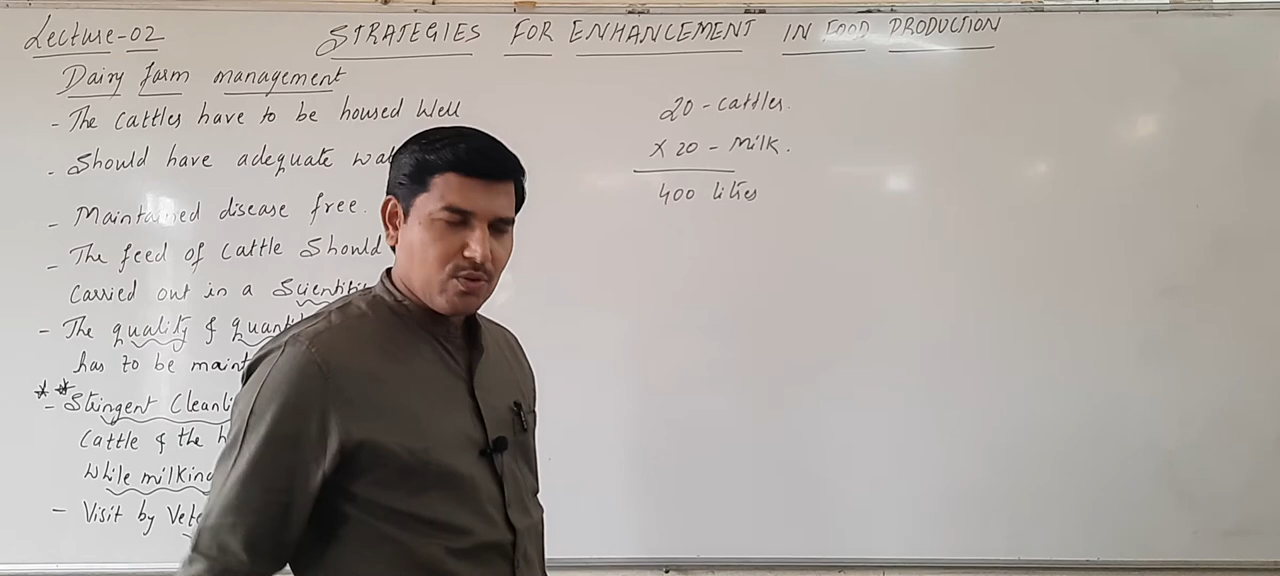 Lecture-02
STRATEGIES FOR ENHANCEMENT IN FOOD PRODUCTION
Dairy farm management
- The cattles have to be housed well
- Should have adequate
- Maintained disease free.
- The feed of cattle should
carried out in a
- The quality & 
has to be
** - Stringent
Cattle & the
While
- Visit by
20 - cattles.
x 20 - Milk.
400 litres